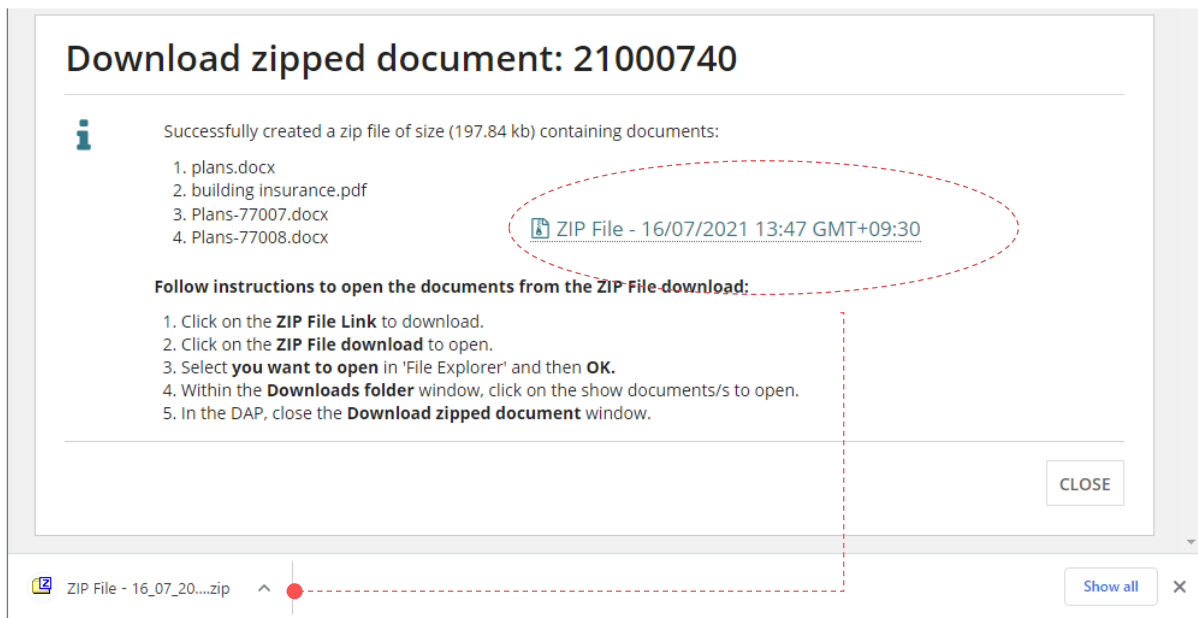 Download zipped document: 21000740
Successfully created a zip file of size (197.84 kb) containing documents:
1. plans.docx
2. building insurance.pdf
3. Plans-77007.docx
4. Plans-77008.docx
ZIP File - 16/07/2021 13:47 GMT+09:30
Follow instructions to open the documents from the ZIP File download:
1. Click on the ZIP File Link to download.
2. Click on the ZIP File download to open.
3. Select you want to open in 'File Explorer' and then OK.
4. Within the Downloads folder window, click on the show documents/s to open.
5. In the DAP, close the Download zipped document window.
CLOSE
ZIP File - 16_07_20....zip
Show all